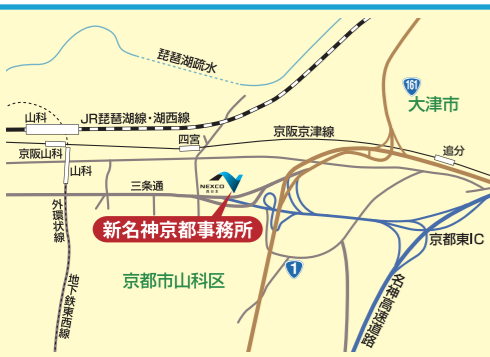 琵琶湖疏水
161
大津市
山科
JR琵琶湖線・湖西線
京阪京津線
四宮
京阪山科
追分
山科
三条通
NEXCO
新名神京都事務所
外環状線
京都東IC
京都市山科区
1
地下鉄東西線
名神高速道路